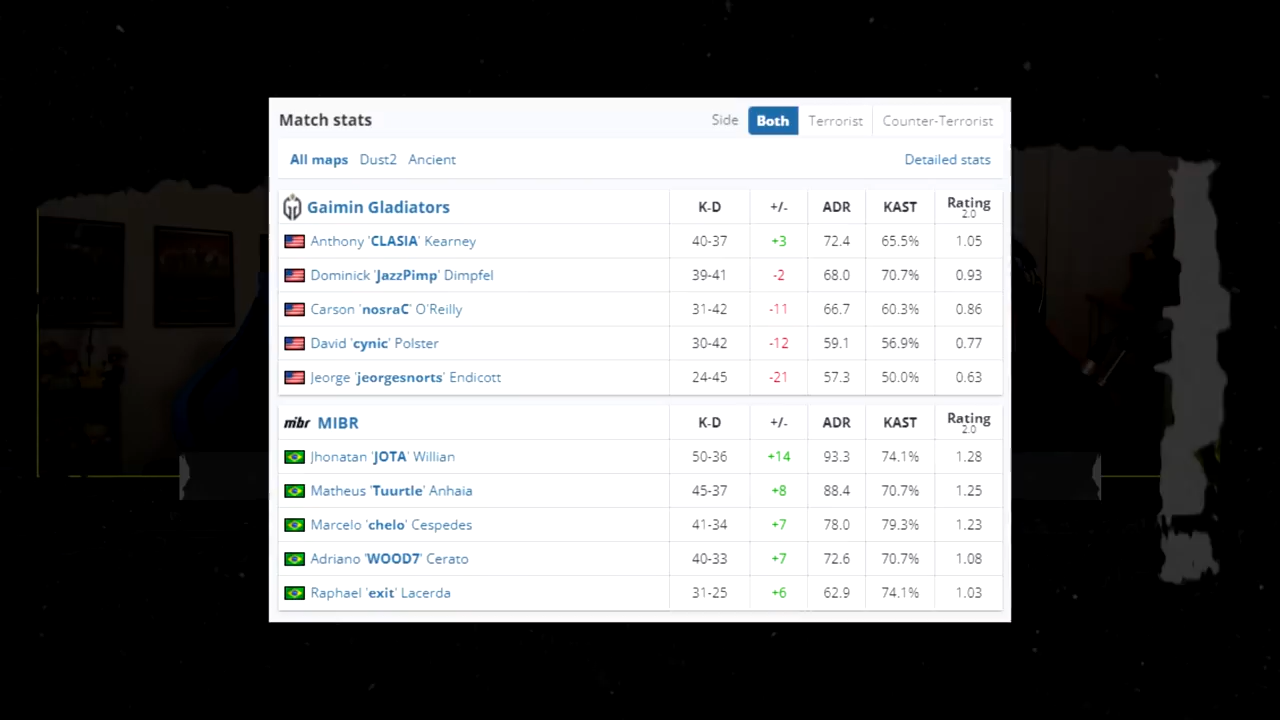 Match stats Side Both Terrorist Counter-Terrorist
All maps Dust2 Ancient Detailed stats
Gaimin Gladiators K-D +/- ADR KAST Rating 2.0
Anthony 'CLASIA' Kearney 40-37 +3 72.4 65.5% 1.05
Dominick 'JazzPimp' Dimpfel 39-41 -2 68.0 70.7% 0.93
Carson 'nosraC' O'Reilly 31-42 -11 66.7 60.3% 0.86
David 'cynic' Polster 30-42 -12 59.1 56.9% 0.77
Jeorge 'jeorgesnorts' Endicott 24-45 -21 57.3 50.0% 0.63
mibr MIBR K-D +/- ADR KAST Rating 2.0
Jhonatan 'JOTA' Willian 50-36 +14 93.3 74.1% 1.28
Matheus 'Tuurtle' Anhaia 45-37 +8 88.4 70.7% 1.25
Marcelo 'chelo' Cespedes 41-34 +7 78.0 79.3% 1.23
Adriano 'WOOD7' Cerato 40-33 +7 72.6 70.7% 1.08
Raphael 'exit' Lacerda 31-25 +6 62.9 74.1% 1.03